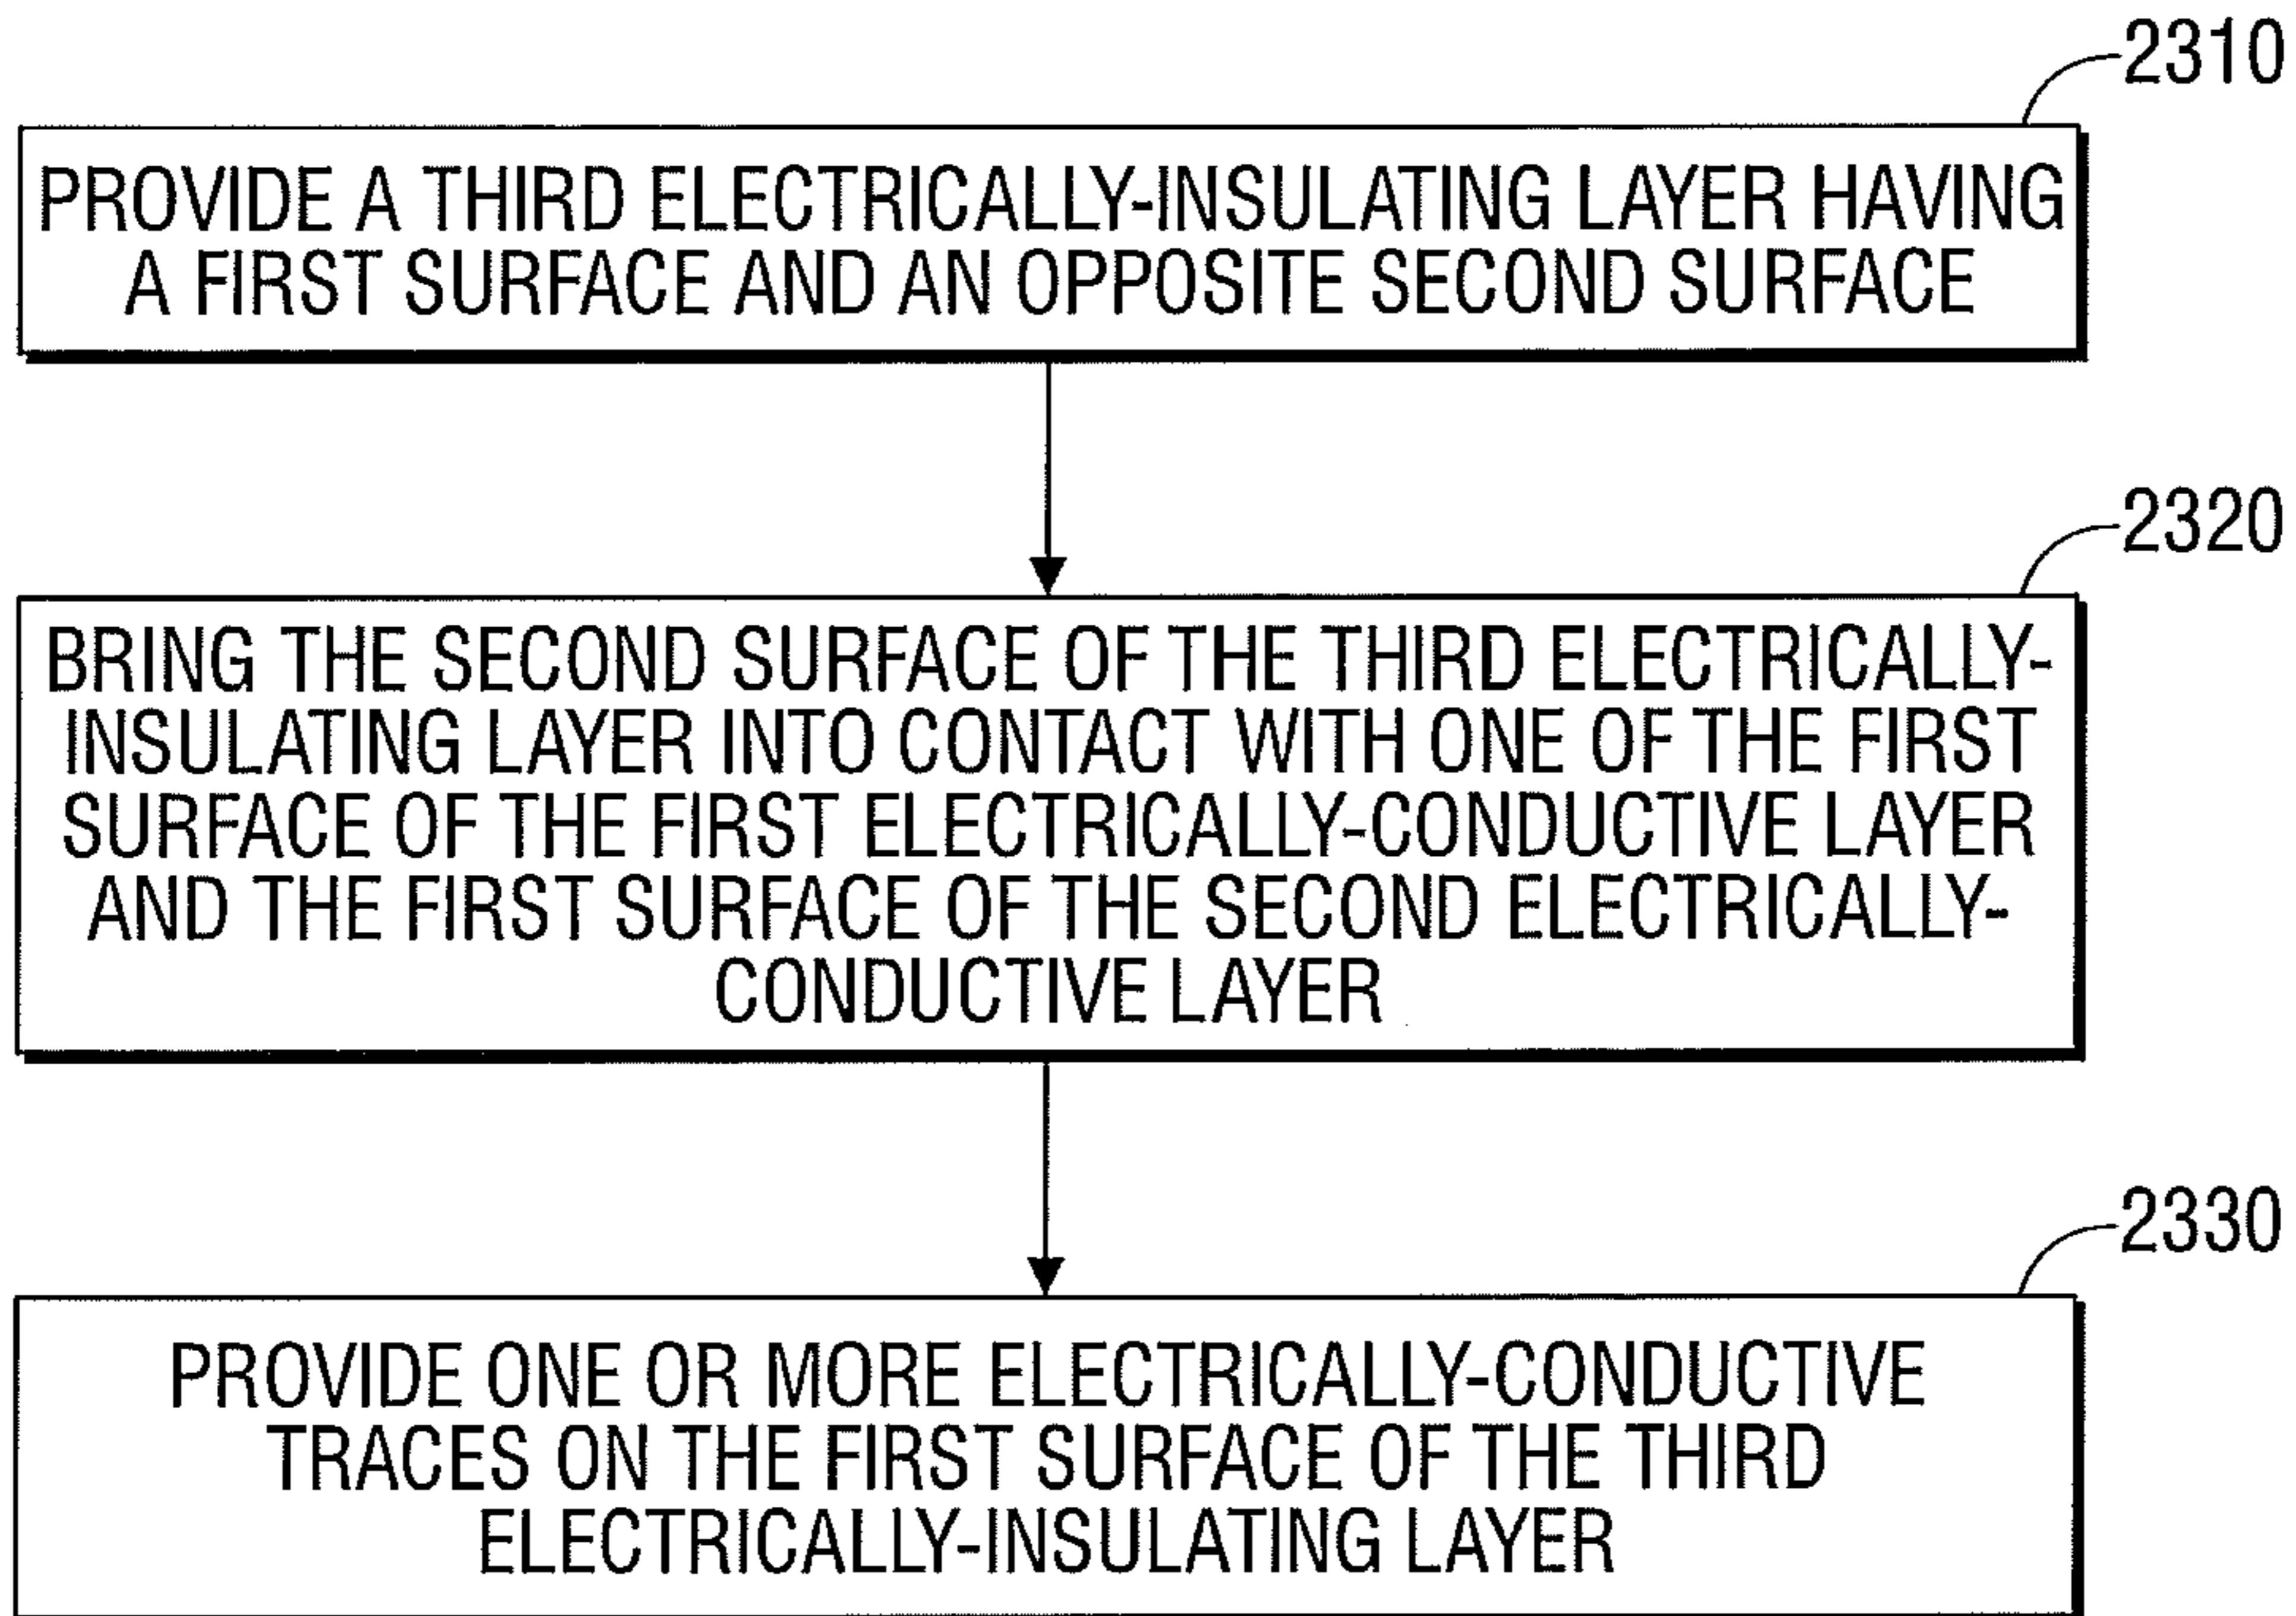 2310
PROVIDE A THIRD ELECTRICALLY-INSULATING LAYER HAVING
A FIRST SURFACE AND AN OPPOSITE SECOND SURFACE
2320
BRING THE SECOND SURFACE OF THE THIRD ELECTRICALLY-
INSULATING LAYER INTO CONTACT WITH ONE OF THE FIRST
SURFACE OF THE FIRST ELECTRICALLY-CONDUCTIVE LAYER
AND THE FIRST SURFACE OF THE SECOND ELECTRICALLY-
CONDUCTIVE LAYER
2330
PROVIDE ONE OR MORE ELECTRICALLY-CONDUCTIVE
TRACES ON THE FIRST SURFACE OF THE THIRD
ELECTRICALLY-INSULATING LAYER